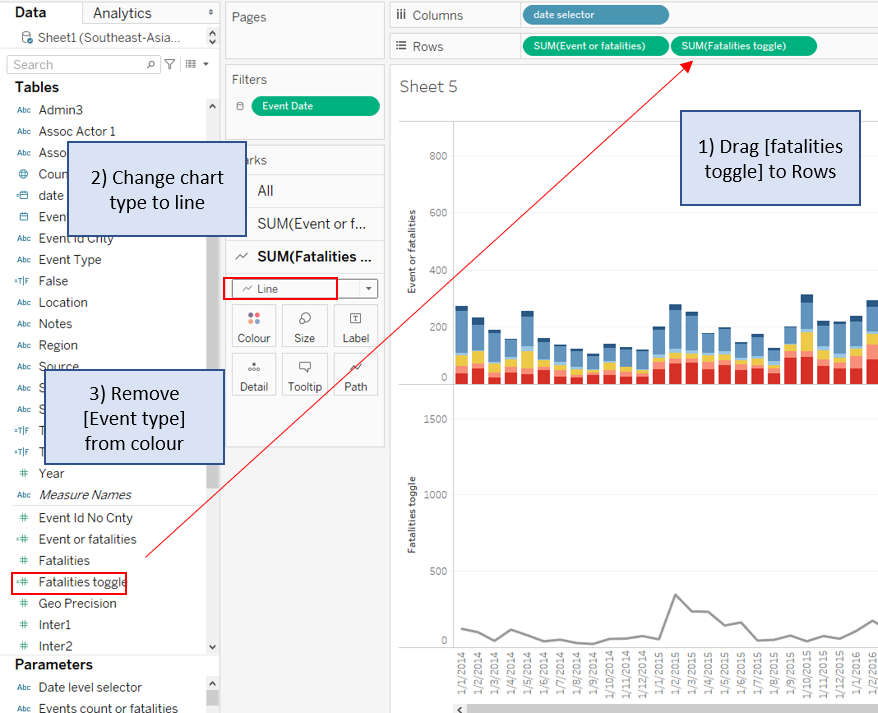 Data
Analytics
Sheet1 (Southeast-Asia...
Search
Tables
Abc Admin3
Abc Assoc Actor 1
Abc Asso
Coun
date
Event
Abc Event Id Cnty
Abc Event Type
=T|F False
Abc Location
Abc Notes
Abc Region
Abc Source
Abc S
Abc S
=T|F T
=T|F T
# Year
Abc Measure Names
# Event Id No Cnty
=# Event or fatalities
# Fatalities
=# Fatalities toggle
# Geo Precision
# Inter1
# Inter2
Parameters
Abc Date level selector
Abc Events count or fatalities
Pages
Filters
Event Date
arks
All
SUM(Event or f...
SUM(Fatalities ...
Line
Colour
Size
Label
Detail
Tooltip
Path
Columns
date selector
Rows
SUM(Event or fatalities)
SUM(Fatalities toggle)
Sheet 5
1) Drag [fatalities
toggle] to Rows
2) Change chart
type to line
3) Remove
[Event type]
from colour
Event or fatalities
800
600
400
200
0
Fatalities toggle
1500
1000
500
0
1/1/2014
1/2/2014
1/3/2014
1/4/2014
1/5/2014
1/6/2014
1/7/2014
1/8/2014
1/9/2014
1/10/2014
1/11/2014
1/12/2014
1/1/2015
1/2/2015
1/3/2015
1/4/2015
1/5/2015
1/6/2015
1/7/2015
1/8/2015
1/9/2015
1/10/2015
1/11/2015
1/12/2015
1/1/2016
1/2/2016